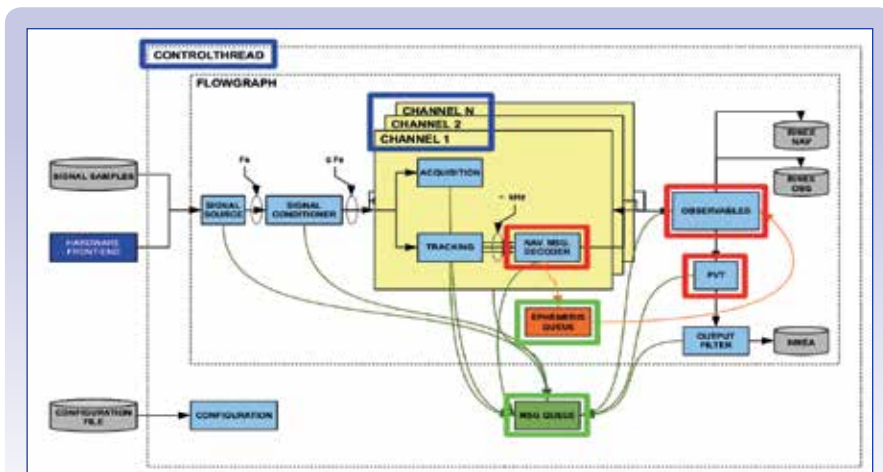 CONTROLTHREAD
FLOWGRAPH
CHANNEL N
CHANNEL 2
CHANNEL 1
SIGNAL SAMPLES
HARDWARE
FRONT-END
Fs
SIGNAL
SOURCE
SIGNAL
CONDITIONER
ACQUISITION
TRACKING
~ kHz
NAV. MSG.
DECODER
EPHEMERIS
QUEUE
OBSERVABLES
PVT
OUTPUT
FILTER
RINEX
NAV
RINEX
OBS
NMEA
CONFIGURATION
FILE
CONFIGURATION
MSG QUEUE